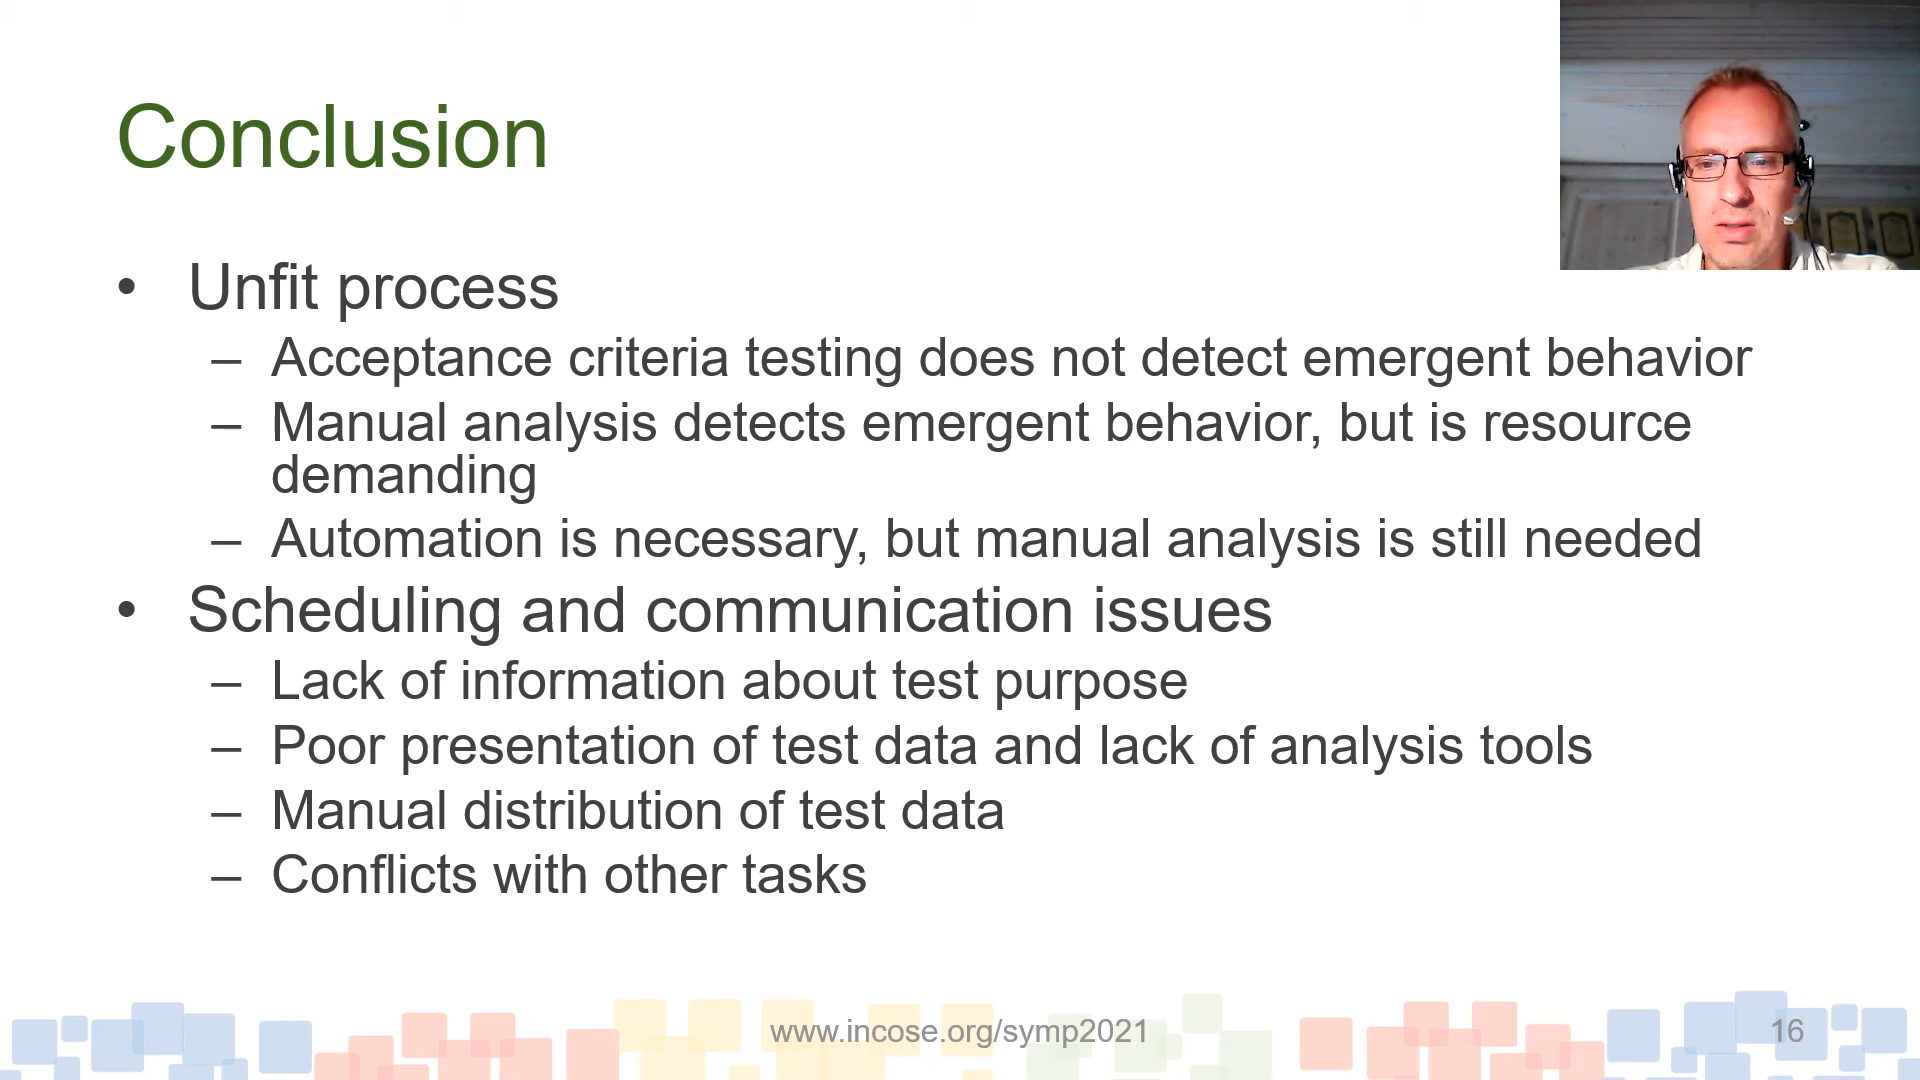 Conclusion
• Unfit process
– Acceptance criteria testing does not detect emergent behavior
– Manual analysis detects emergent behavior, but is resource
demanding
– Automation is necessary, but manual analysis is still needed
• Scheduling and communication issues
– Lack of information about test purpose
– Poor presentation of test data and lack of analysis tools
– Manual distribution of test data
– Conflicts with other tasks
www.incose.org/symp2021
16